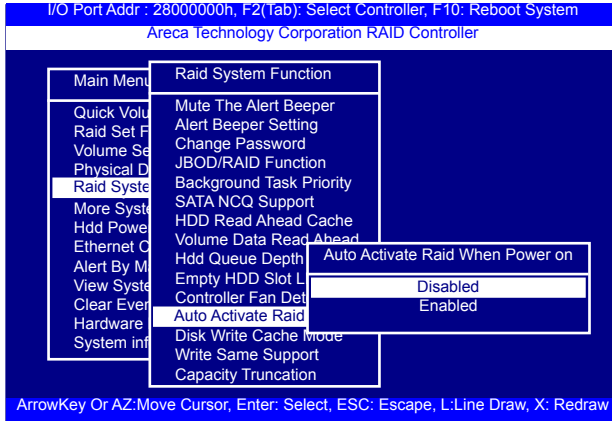 I/O Port Addr : 28000000h, F2(Tab): Select Controller, F10: Reboot System
Areca Technology Corporation RAID Controller
Main Menu
Quick Volu
Raid Set F
Volume Se
Physical D
Raid Syste
More Syste
Hdd Powe
Ethernet C
Alert By Ma
View Syste
Clear Even
Hardware
System inf
Raid System Function
Mute The Alert Beeper
Alert Beeper Setting
Change Password
JBOD/RAID Function
Background Task Priority
SATA NCQ Support
HDD Read Ahead Cache
Volume Data Read Ahead
Hdd Queue Depth
Empty HDD Slot L
Controller Fan Det
Auto Activate Raid
Disk Write Cache Mode
Write Same Support
Capacity Truncation
Auto Activate Raid When Power on
Disabled
Enabled
ArrowKey Or AZ:Move Cursor, Enter: Select, ESC: Escape, L:Line Draw, X: Redraw